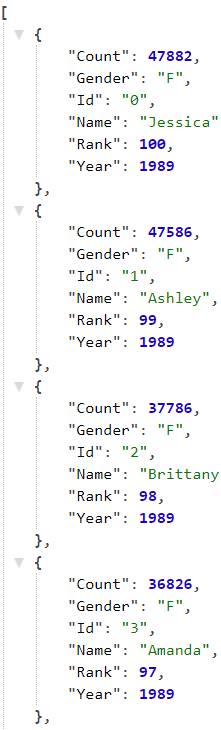 [
{
"Count": 47882,
"Gender": "F",
"Id": "0",
"Name": "Jessica"
"Rank": 100,
"Year": 1989
},
{
"Count": 47586,
"Gender": "F",
"Id": "1",
"Name": "Ashley",
"Rank": 99,
"Year": 1989
},
{
"Count": 37786,
"Gender": "F",
"Id": "2",
"Name": "Brittany
"Rank": 98,
"Year": 1989
},
{
"Count": 36826,
"Gender": "F",
"Id": "3",
"Name": "Amanda",
"Rank": 97,
"Year": 1989
},